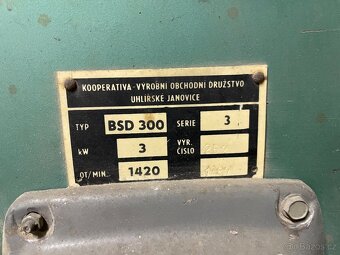 KOOPERATIVA - VÝROBNÍ OBCHODNÍ DRUŽSTVO
UHLÍŘSKÉ JANOVICE
TYP BSD 300 SERIE 3
kW 3 VÝR. ČÍSLO
OT/MIN. 1420